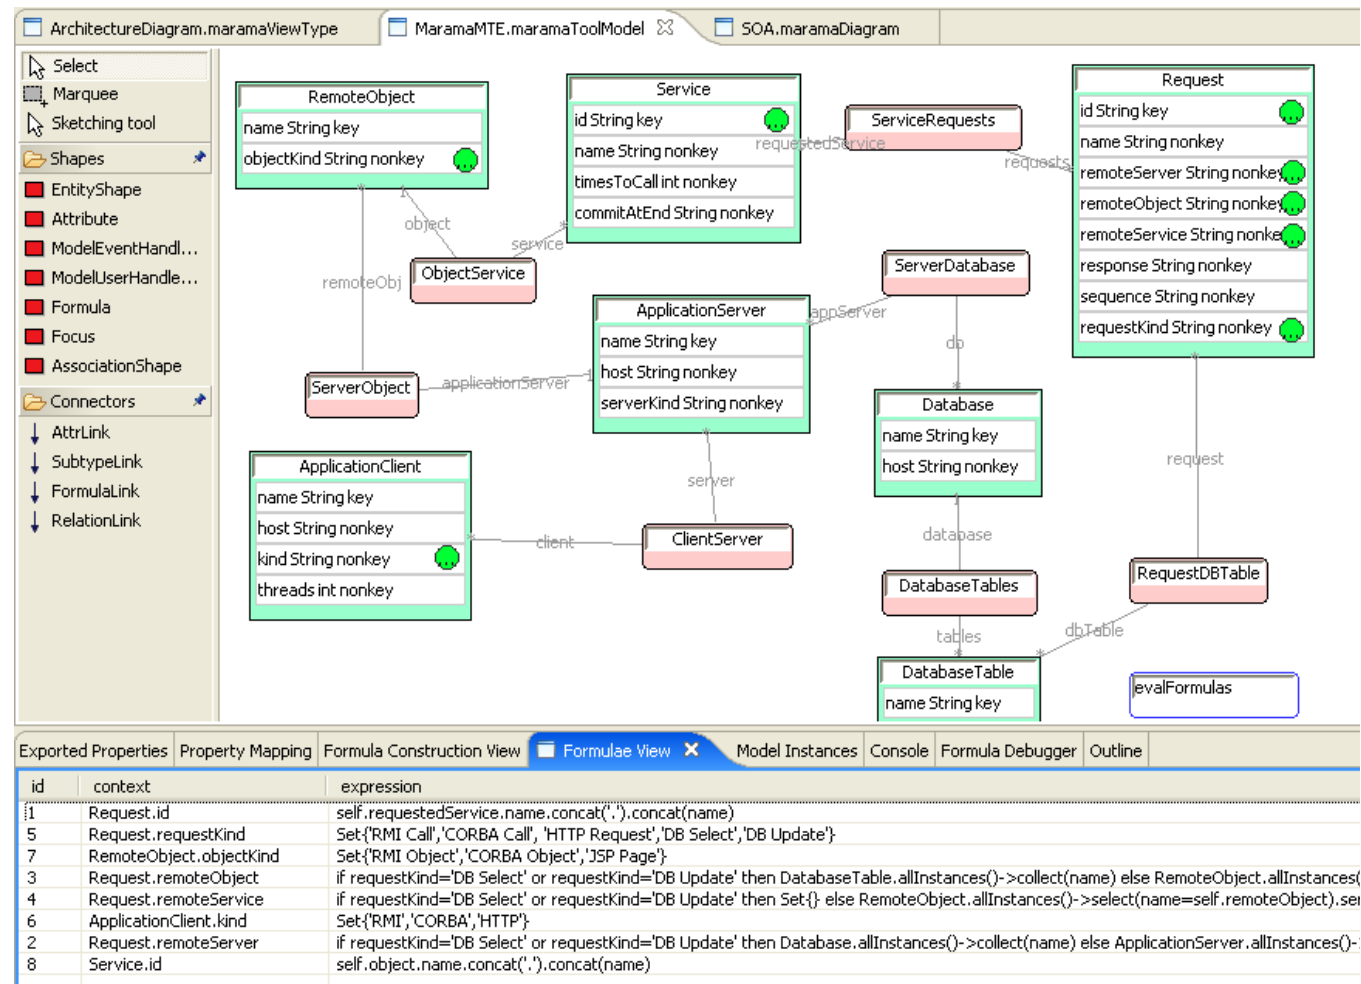 ArchitectureDiagram.maramaViewType
MaramaMTE.maramaToolModel
SOA.maramaDiagram
Select
Marquee
Sketching tool
Shapes
EntityShape
Attribute
ModelEventHandl...
ModelUserHandle...
Formula
Focus
AssociationShape
Connectors
AttrLink
SubtypeLink
FormulaLink
RelationLink
RemoteObject
name String key
objectKind String nonkey
Service
id String key
name String nonkey
timesToCall int nonkey
commitAtEnd String nonkey
requestedService
ServiceRequests
requests
Request
id String key
name String nonkey
remoteServer String nonkey
remoteObject String nonkey
remoteService String nonke
response String nonkey
sequence String nonkey
requestKind String nonkey
*
1
object
service
*
remoteObj
ObjectService
ServerDatabase
appServer
ApplicationServer
name String key
host String nonkey
serverKind String nonkey
db
*
ServerObject
applicationServer
1
Database
name String key
host String nonkey
*
request
ApplicationClient
name String key
host String nonkey
kind String nonkey
threads int nonkey
*
server
*
client
ClientServer
1
database
DatabaseTables
RequestDBTable
tables
dbTable
*
*
DatabaseTable
name String key
evalFormulas
Exported Properties
Property Mapping
Formula Construction View
Formulae View
Model Instances
Console
Formula Debugger
Outline
id context expression
1 Request.id self.requestedService.name.concat('.').concat(name)
5 Request.requestKind Set{'RMI Call','CORBA Call', 'HTTP Request','DB Select','DB Update'}
7 RemoteObject.objectKind Set{'RMI Object','CORBA Object','JSP Page'}
3 Request.remoteObject if requestKind='DB Select' or requestKind='DB Update' then DatabaseTable.allInstances()->collect(name) else RemoteObject.allInstances(
4 Request.remoteService if requestKind='DB Select' or requestKind='DB Update' then Set{} else RemoteObject.allInstances()->select(name=self.remoteObject).ser
6 ApplicationClient.kind Set{'RMI','CORBA','HTTP'}
2 Request.remoteServer if requestKind='DB Select' or requestKind='DB Update' then Database.allInstances()->collect(name) else ApplicationServer.allInstances()-
8 Service.id self.object.name.concat('.').concat(name)